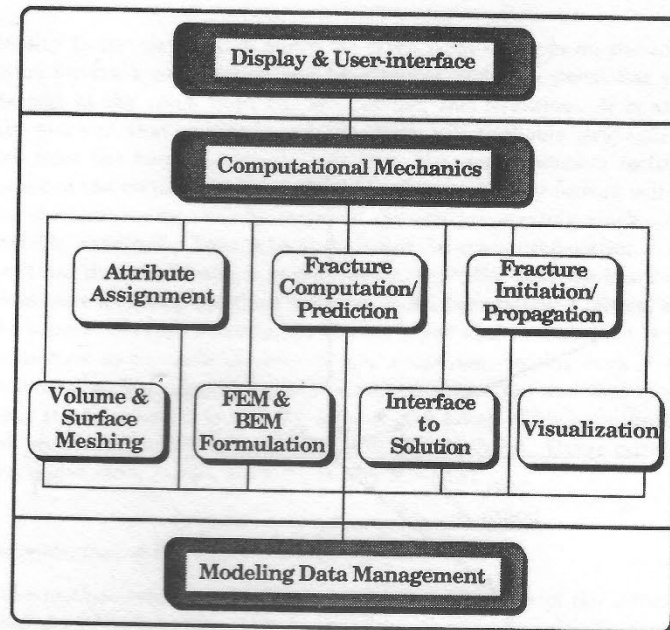 Display & User-interface
Computational Mechanics
Attribute
Assignment
Fracture
Computation/
Prediction
Fracture
Initiation/
Propagation
Volume &
Surface
Meshing
FEM &
BEM
Formulation
Interface
to
Solution
Visualization
Modeling Data Management